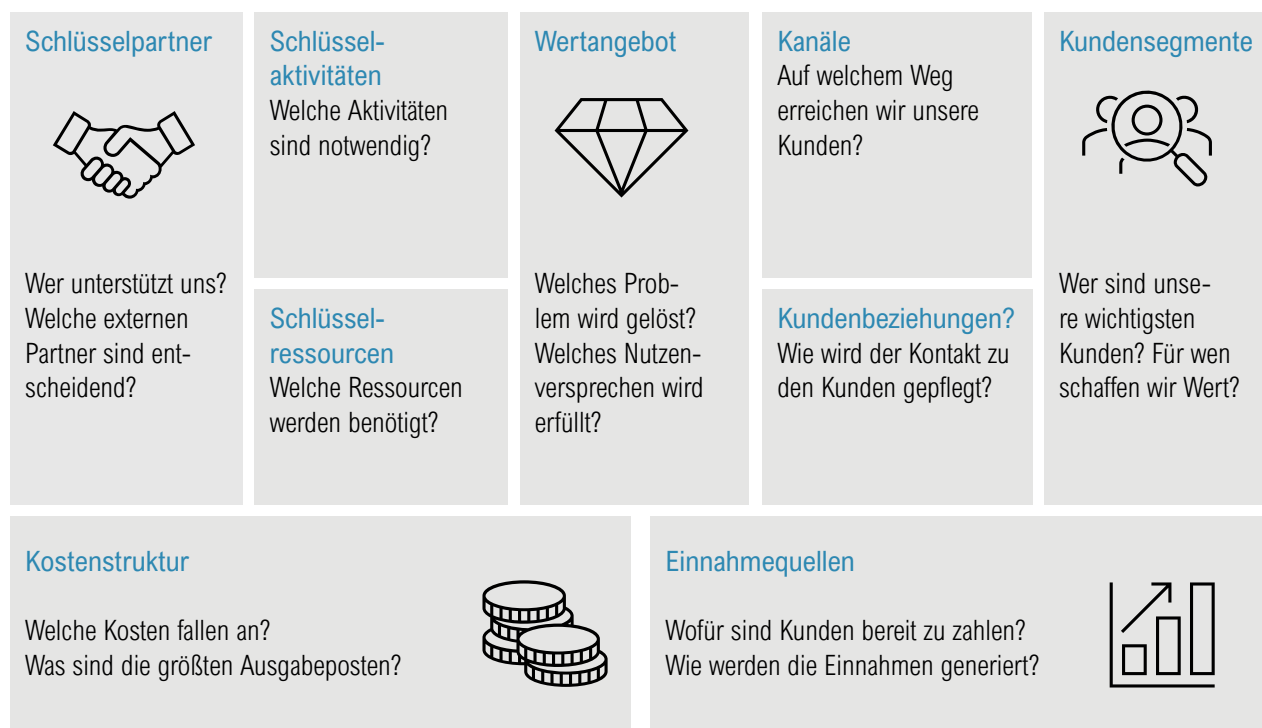 Schlüsselpartner
Wer unterstützt uns?
Welche externen
Partner sind ent-
scheidend?
Schlüssel-
aktivitäten
Welche Aktivitäten
sind notwendig?
Schlüssel-
ressourcen
Welche Ressourcen
werden benötigt?
Wertangebot
Welches Prob-
lem wird gelöst?
Welches Nutzen-
versprechen wird
erfüllt?
Kanäle
Auf welchem Weg
erreichen wir unsere
Kunden?
Kundenbeziehungen?
Wie wird der Kontakt zu
den Kunden gepflegt?
Kundensegmente
Wer sind unse-
re wichtigsten
Kunden? Für wen
schaffen wir Wert?
Kostenstruktur
Welche Kosten fallen an?
Was sind die größten Ausgabeposten?
Einnahmequellen
Wofür sind Kunden bereit zu zahlen?
Wie werden die Einnahmen generiert?